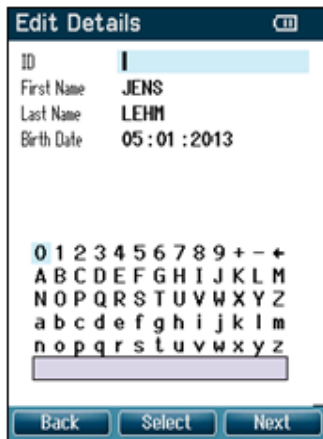 Edit Details
ID
First Name JENS
Last Name LEHM
Birth Date 05:01:2013
0 1 2 3 4 5 6 7 8 9 + - ←
A B C D E F G H I J K L M
N O P Q R S T U V W X Y Z
a b c d e f g h i j k l m
n o p q r s t u v w x y z
Back Select Next